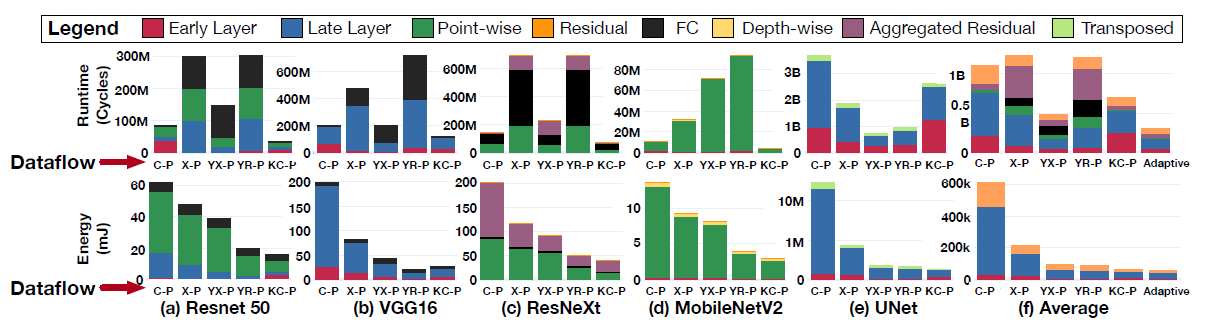 Legend Early Layer Late Layer Point-wise Residual FC Depth-wise Aggregated Residual Transposed
Runtime (Cycles)
300M
200M
100M
0
600M
400M
200M
0
600M
400M
200M
0
80M
60M
40M
20M
0
3B
2B
1B
0
1B
0.5
B
0
Dataflow C-P X-P YX-P YR-P KC-P C-P X-P YX-P YR-P KC-P C-P X-P YX-P YR-P KC-P C-P X-P YX-P YR-P KC-P C-P X-P YX-P YR-P KC-P C-P X-P YX-P YR-P KC-P Adaptive
Energy (mJ)
60
40
20
0
200
150
100
50
0
200
150
100
50
0
10
5
0
10M
1M
0
600k
400k
200k
0
Dataflow C-P X-P YX-P YR-P KC-P C-P X-P YX-P YR-P KC-P C-P X-P YX-P YR-P KC-P C-P X-P YX-P YR-P KC-P C-P X-P YX-P YR-P KC-P C-P X-P YX-P YR-P KC-P Adaptive
(a) Resnet 50 (b) VGG16 (c) ResNeXt (d) MobileNetV2 (e) UNet (f) Average